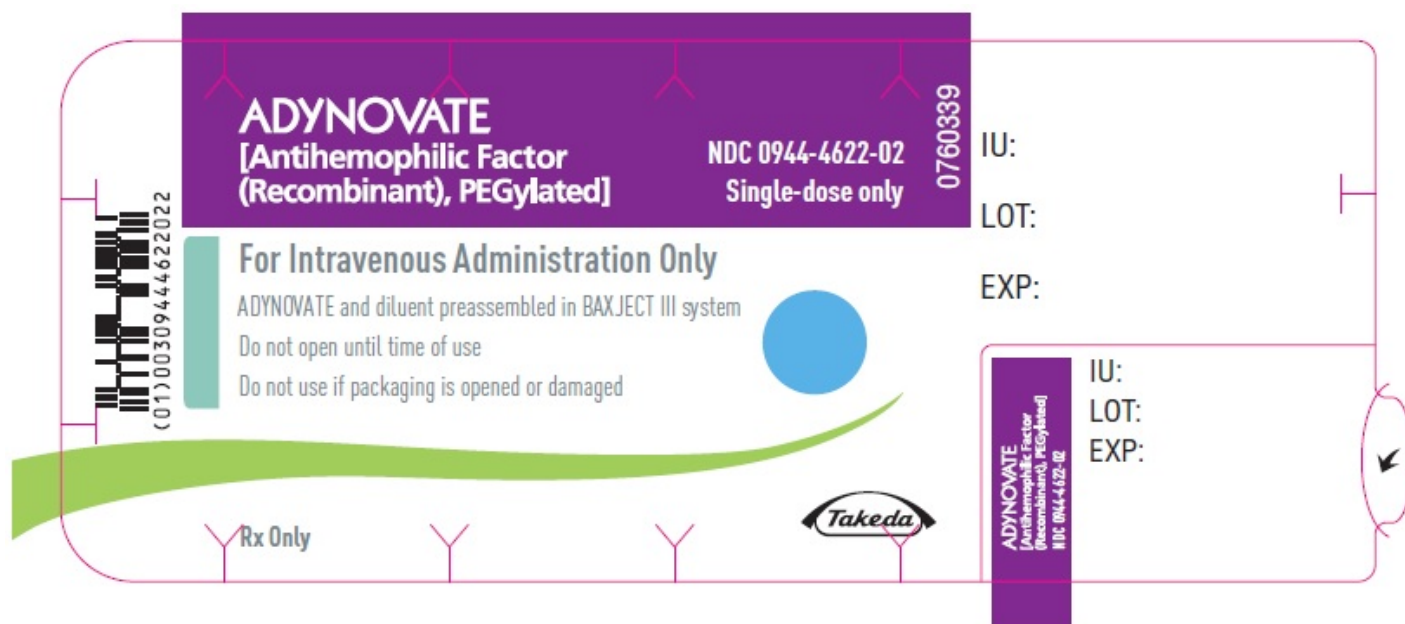 ADYNOVATE
[Antihemophilic Factor
(Recombinant), PEGylated]
NDC 0944-4622-02
Single-dose only
0760339
(01)00309444622022
For Intravenous Administration Only
ADYNOVATE and diluent preassembled in BAXJECT III system
Do not open until time of use
Do not use if packaging is opened or damaged
Rx Only
Takeda
IU:
LOT:
EXP:
ADYNOVATE
[Antihemophilic Factor
(Recombinant), PEGylated]
NDC 0944-4622-02
IU:
LOT:
EXP: